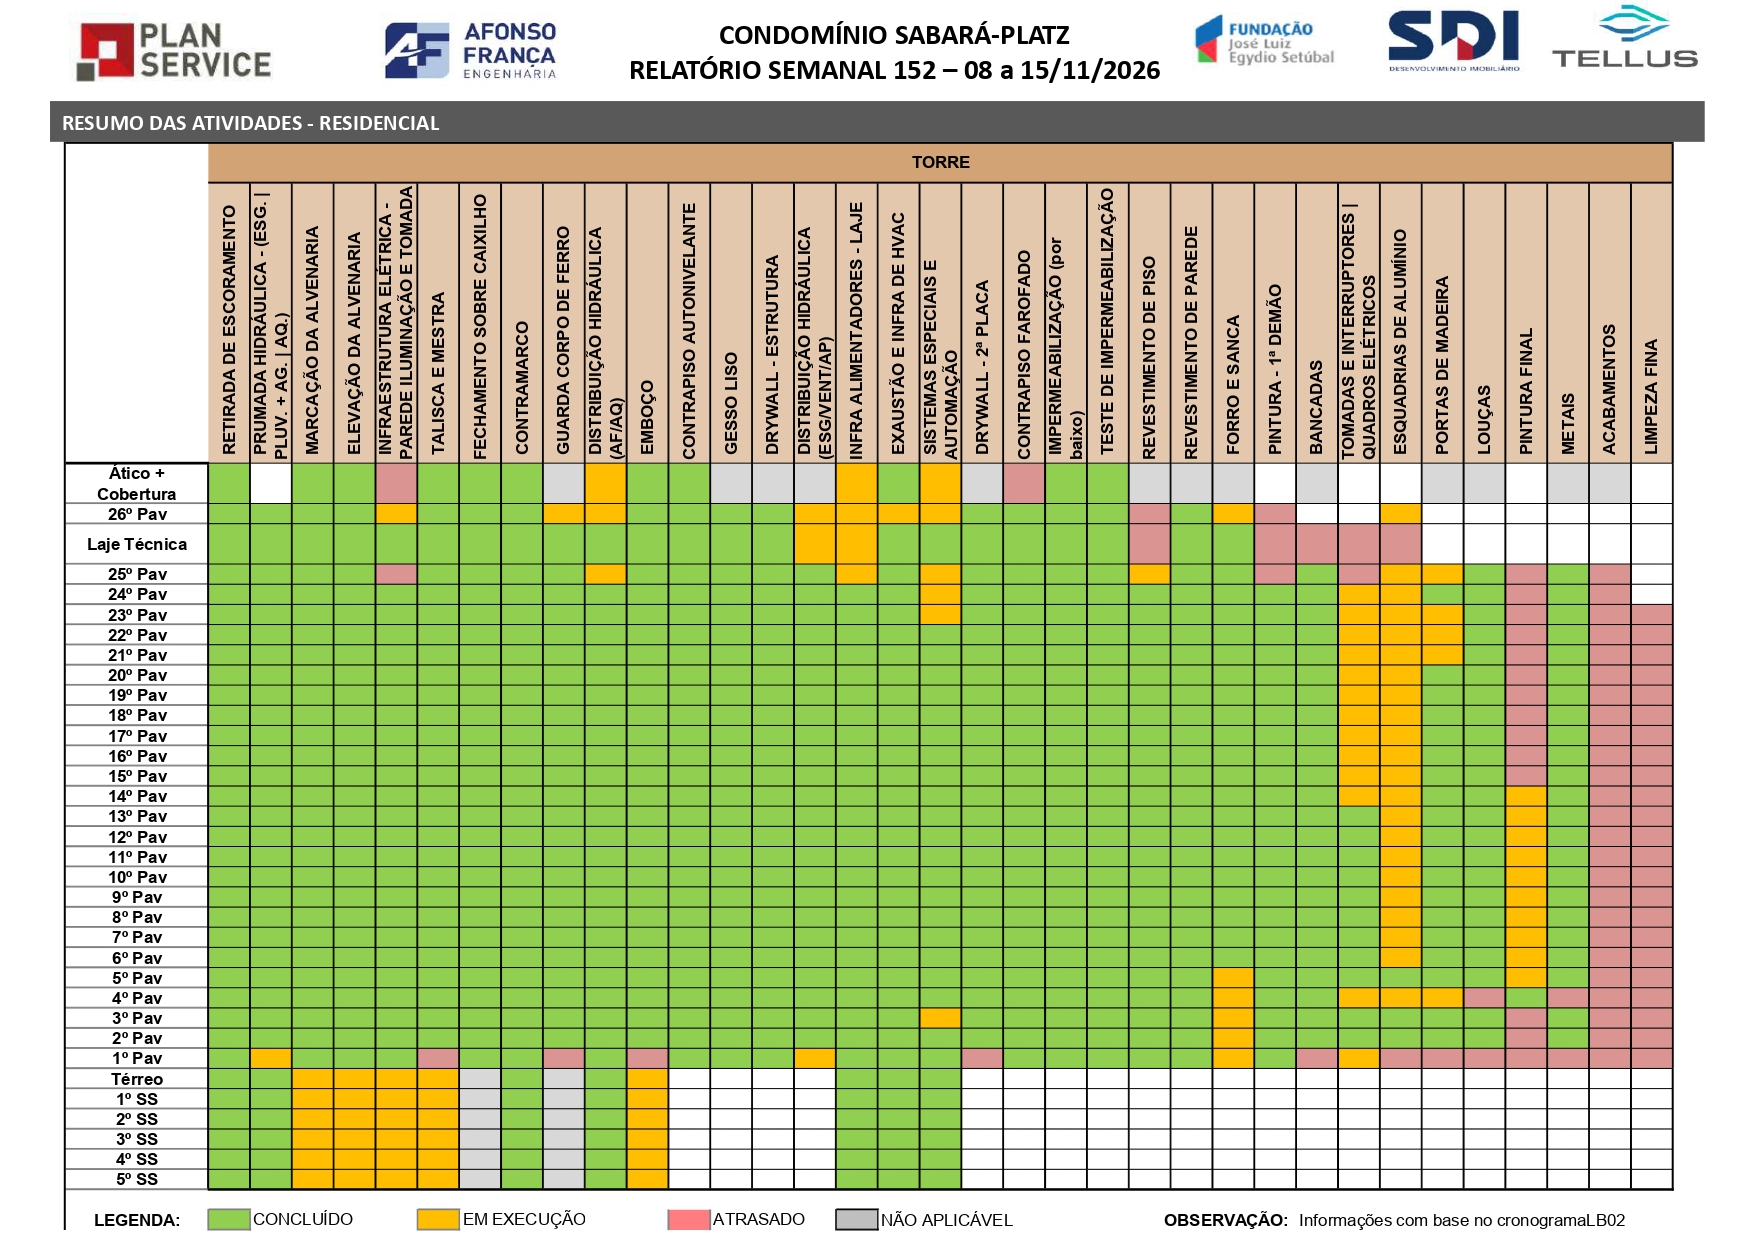 PLAN
SERVICE
AFONSO
FRANÇA
ENGENHARIA
CONDOMÍNIO SABARÁ-PLATZ
RELATÓRIO SEMANAL 152 – 08 a 15/11/2026
FUNDAÇÃO
José Luiz
Egydio Setúbal
SDI
DESENVOLVIMENTO IMOBILIÁRIO
TELLUS
RESUMO DAS ATIVIDADES - RESIDENCIAL
TORRE
RETIRADA DE ESCORAMENTO
PRUMADA HIDRÁULICA - (ESG. |
PLUV. + AG. | AQ.)
MARCAÇÃO DA ALVENARIA
ELEVAÇÃO DA ALVENARIA
INFRAESTRUTURA ELÉTRICA -
PAREDE ILUMINAÇÃO E TOMADA
TALISCA E MESTRA
FECHAMENTO SOBRE CAIXILHO
CONTRAMARCO
GUARDA CORPO DE FERRO
DISTRIBUIÇÃO HIDRÁULICA
(AF/AQ)
EMBOÇO
CONTRAPISO AUTONIVELANTE
GESSO LISO
DRYWALL - ESTRUTURA
DISTRIBUIÇÃO HIDRÁULICA
(ESG/VENT/AP)
INFRA ALIMENTADORES - LAJE
EXAUSTÃO E INFRA DE HVAC
SISTEMAS ESPECIAIS E
AUTOMAÇÃO
DRYWALL - 2ª PLACA
CONTRAPISO FAROFADO
IMPERMEABILIZAÇÃO (por
baixo)
TESTE DE IMPERMEABILIZAÇÃO
REVESTIMENTO DE PISO
REVESTIMENTO DE PAREDE
FORRO E SANCA
PINTURA - 1ª DEMÃO
BANCADAS
TOMADAS E INTERRUPTORES |
QUADROS ELÉTRICOS
ESQUADRIAS DE ALUMÍNIO
PORTAS DE MADEIRA
LOUÇAS
PINTURA FINAL
METAIS
ACABAMENTOS
LIMPEZA FINA
Ático +
Cobertura
26º Pav
Laje Técnica
25º Pav
24º Pav
23º Pav
22º Pav
21º Pav
20º Pav
19º Pav
18º Pav
17º Pav
16º Pav
15º Pav
14º Pav
13º Pav
12º Pav
11º Pav
10º Pav
9º Pav
8º Pav
7º Pav
6º Pav
5º Pav
4º Pav
3º Pav
2º Pav
1º Pav
Térreo
1º SS
2º SS
3º SS
4º SS
5º SS
LEGENDA: CONCLUÍDO EM EXECUÇÃO ATRASADO NÃO APLICÁVEL OBSERVAÇÃO: Informações com base no cronogramaLB02